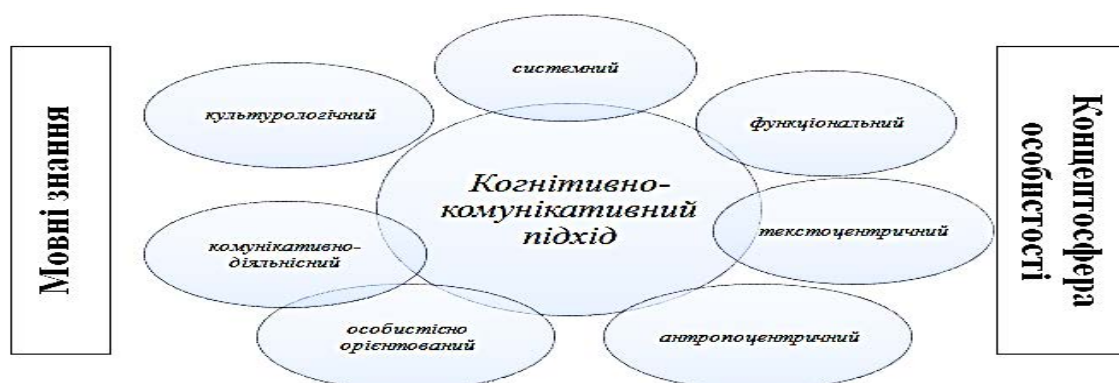 Мовні знання
системний
культурологічний
функціональний
Когнітивно-
комунікативний
підхід
текстоцентричний
комунікативно-
діяльнісний
особистісно
орієнтований
антропоцентричний
Концептосфера
особистості